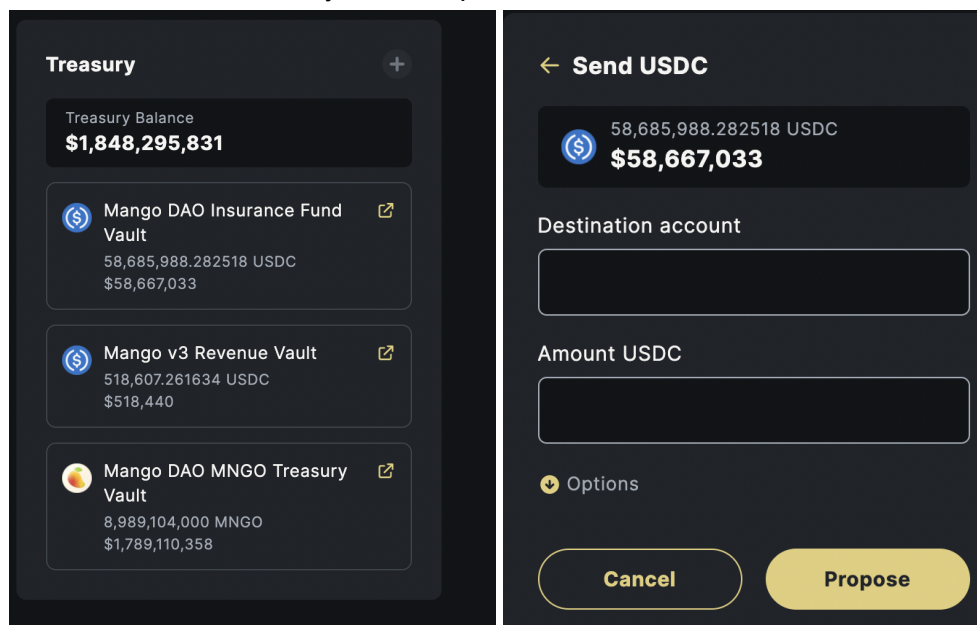 Treasury
Treasury Balance
$1,848,295,831
Mango DAO Insurance Fund
Vault
58,685,988.282518 USDC
$58,667,033
Mango v3 Revenue Vault
518,607.261634 USDC
$518,440
Mango DAO MNGO Treasury
Vault
8,989,104,000 MNGO
$1,789,110,358
Send USDC
58,685,988.282518 USDC
$58,667,033
Destination account
Amount USDC
Options
Cancel
Propose